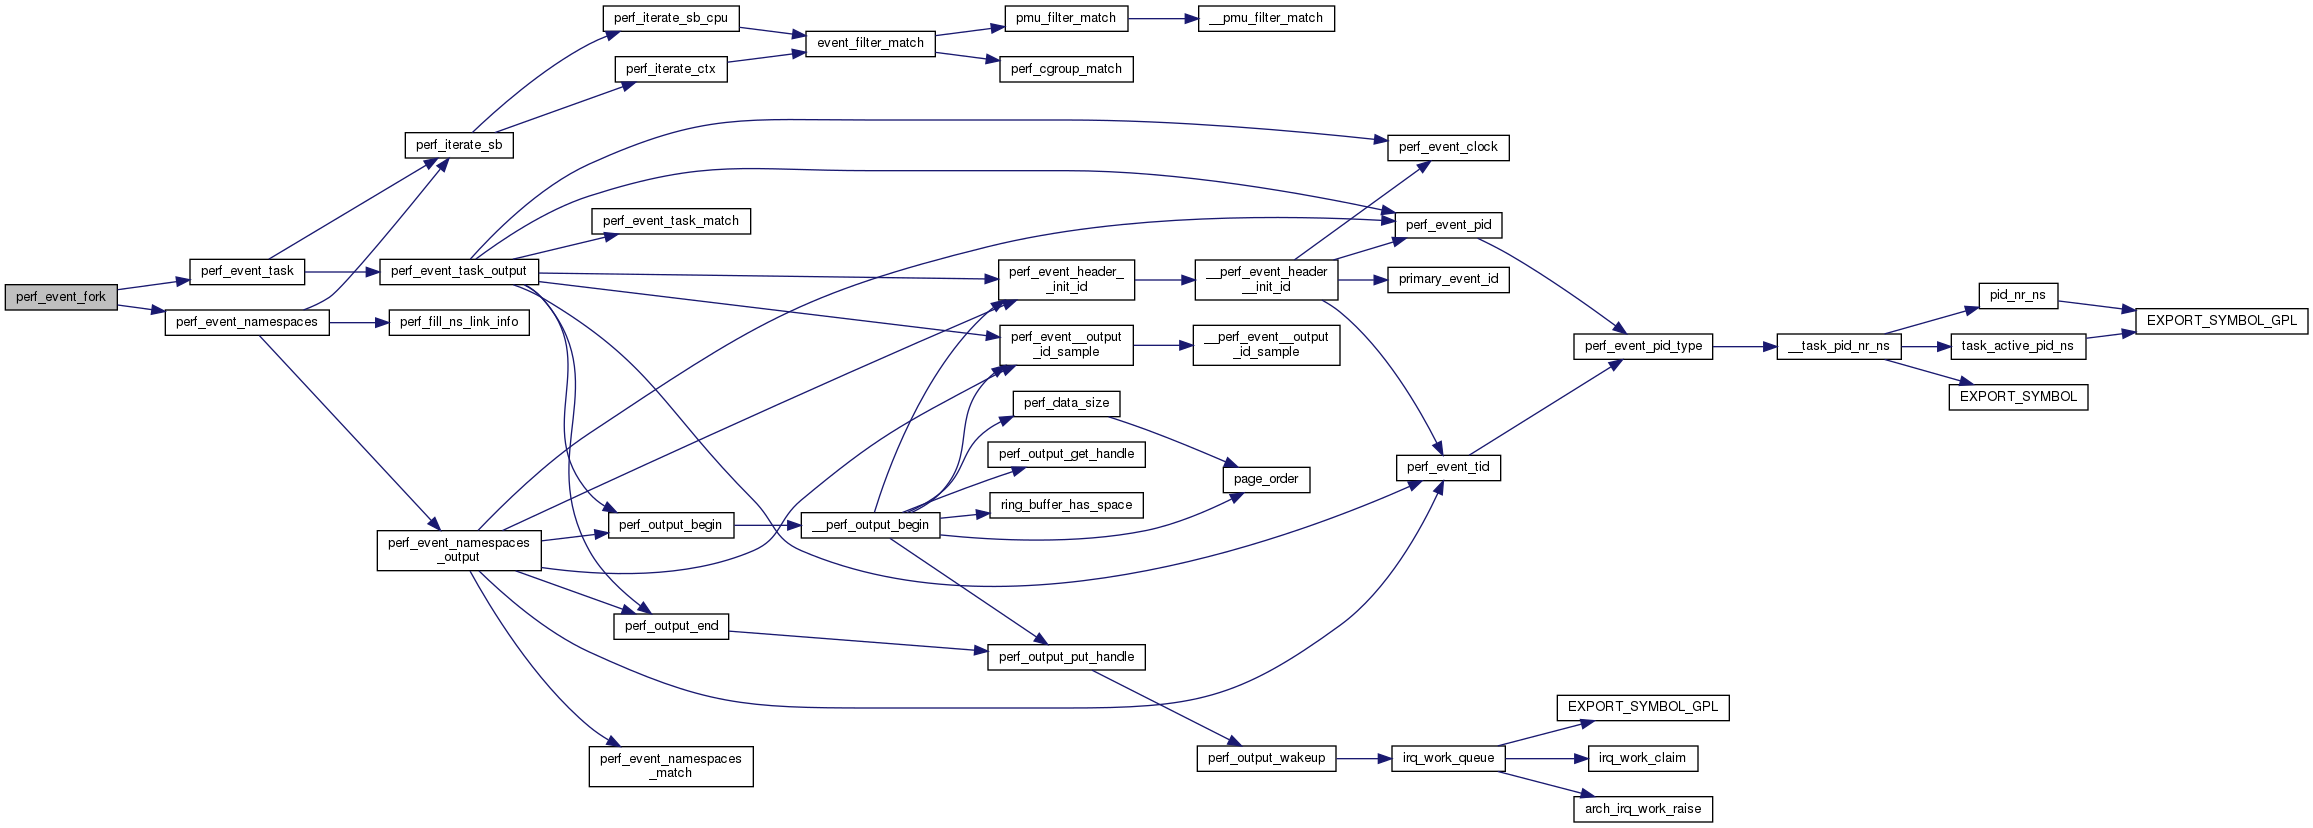 perf_event_fork
perf_event_task
perf_event_namespaces
perf_iterate_sb
perf_event_task_output
perf_fill_ns_link_info
perf_event_namespaces
_output
perf_iterate_sb_cpu
perf_iterate_ctx
perf_event_task_match
perf_output_begin
perf_output_end
perf_event_namespaces
_match
event_filter_match
__perf_output_begin
pmu_filter_match
perf_cgroup_match
perf_event_header_
_init_id
perf_event__output
_id_sample
perf_data_size
perf_output_get_handle
ring_buffer_has_space
perf_output_put_handle
__pmu_filter_match
__perf_event_header
__init_id
__perf_event__output
_id_sample
page_order
perf_output_wakeup
perf_event_clock
perf_event_pid
primary_event_id
perf_event_tid
irq_work_queue
perf_event_pid_type
EXPORT_SYMBOL_GPL
irq_work_claim
arch_irq_work_raise
__task_pid_nr_ns
pid_nr_ns
task_active_pid_ns
EXPORT_SYMBOL
EXPORT_SYMBOL_GPL